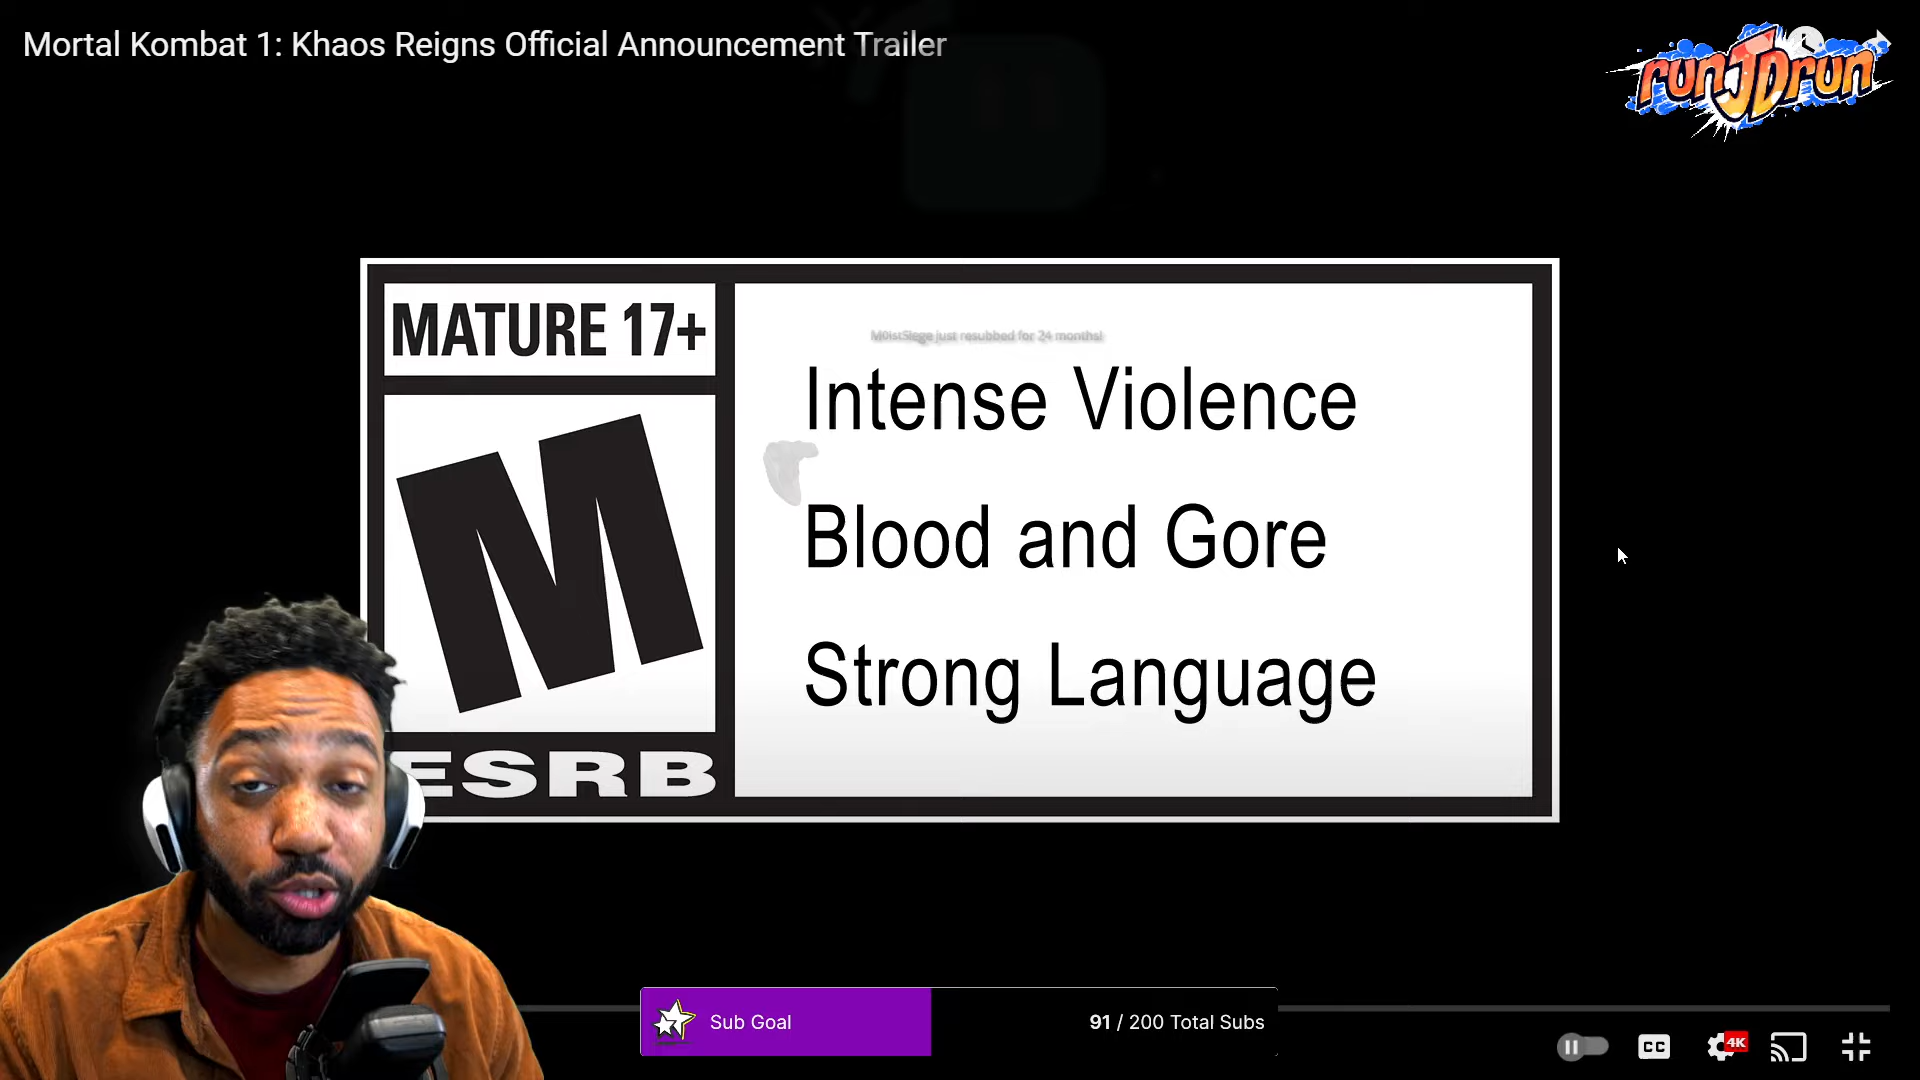 Mortal Kombat 1: Khaos Reigns Official Announcement Trailer
runJDrun
MATURE 17+
M
ESRB
M0istSiege just resubbed for 24 months!
Intense Violence
Blood and Gore
Strong Language
Sub Goal
91 / 200 Total Subs
CC
4K